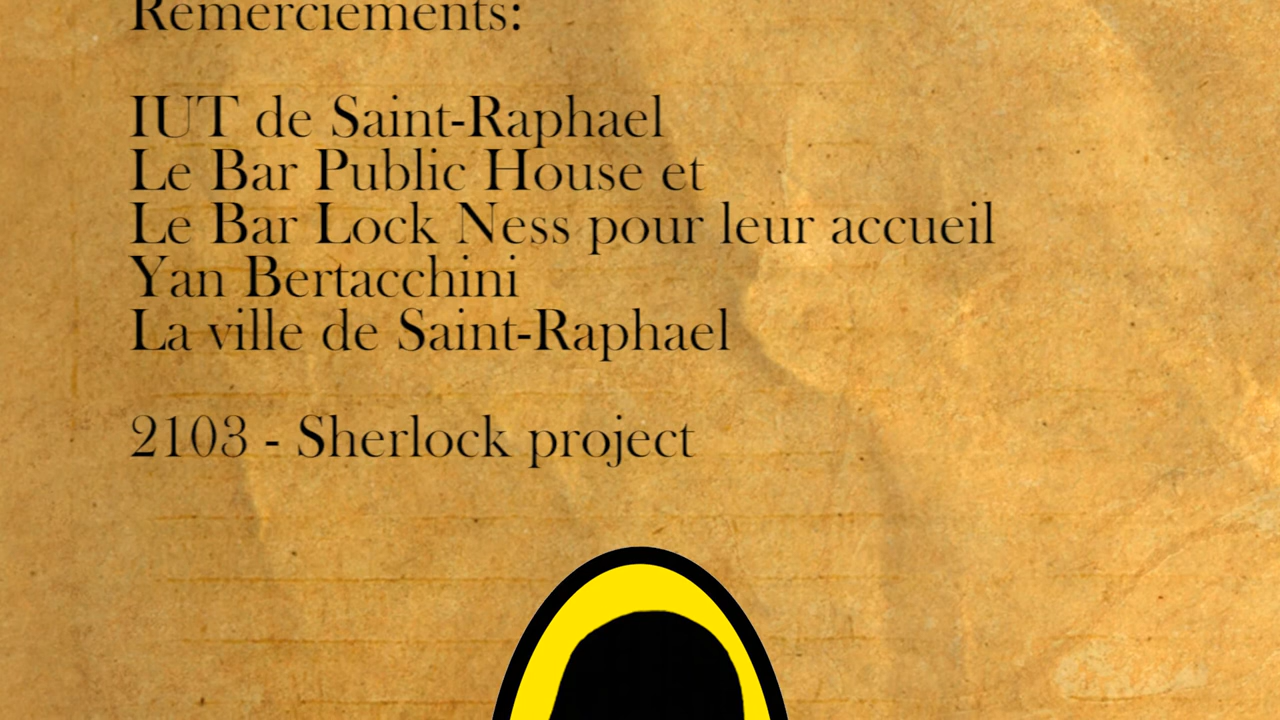 Remerciements:
IUT de Saint-Raphael
Le Bar Public House et
Le Bar Lock Ness pour leur accueil
Yan Bertacchini
La ville de Saint-Raphael
2103 - Sherlock project